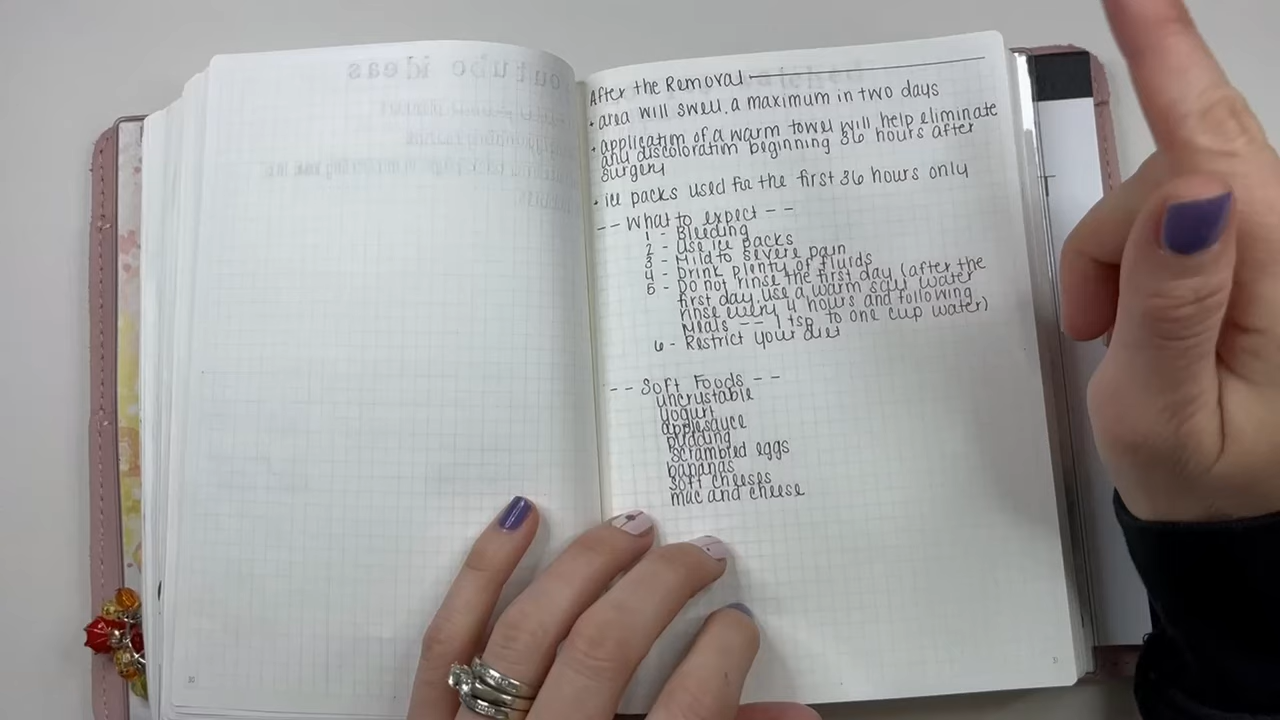 outube ideas
After the Removal
• area will swell. a maximum in two days
• application of a warm towel will help eliminate
any discoloration beginning 36 hours after
surgery
• ice packs used for the first 36 hours only
-- What to expect --
1 - Bleeding
2 - Use ice packs
3 - Mild to severe pain
4 - Drink plenty of fluids
5 - Do not rinse the first day (after the
first day, use a warm salt water
rinse every 4 hours and following
meals -- 1 tsp to one cup water)
6 - Restrict your diet
-- Soft Foods --
uncrustable
yogurt
applesauce
pudding
scrambled eggs
bananas
soft cheeses
mac and cheese